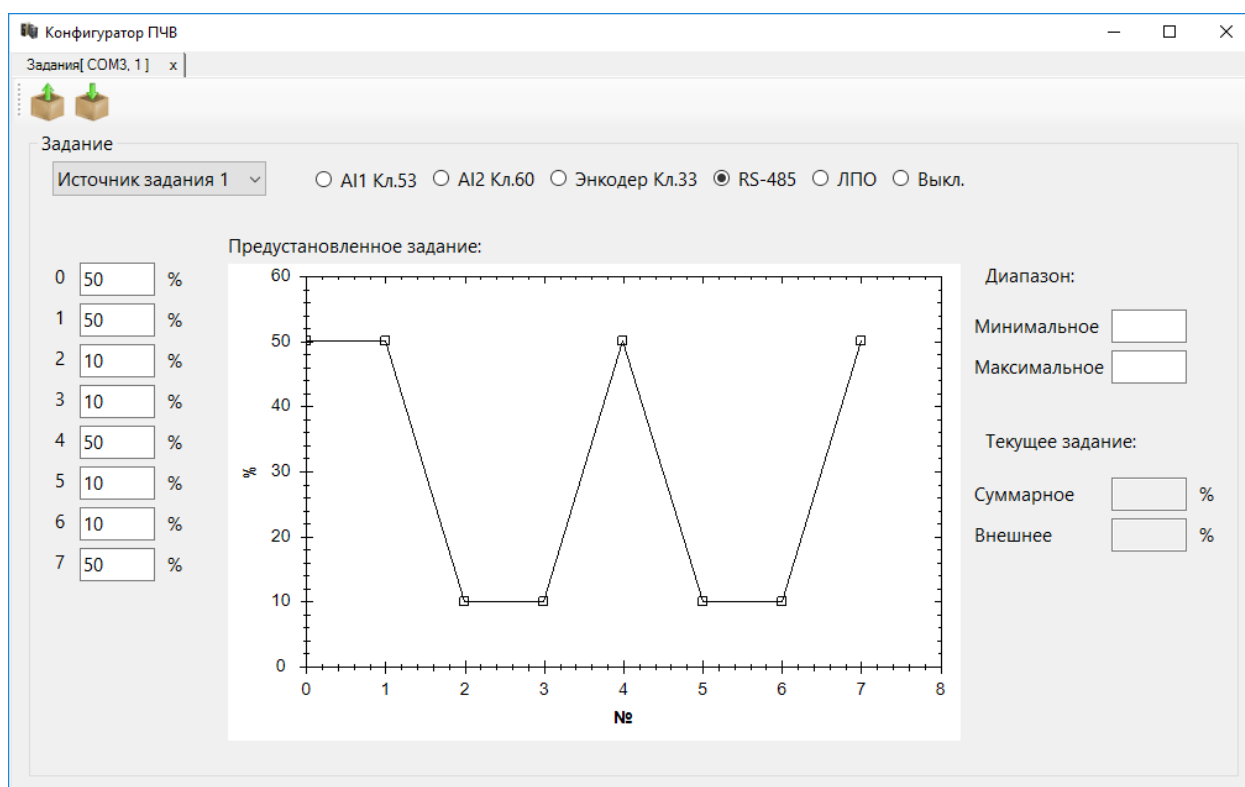 Конфигуратор ПЧВ
Задания[ COM3, 1 ] x
Задание
Источник задания 1
AI1 Кл.53 AI2 Кл.60 Энкодер Кл.33 RS-485 ЛПО Выкл.
Предустановленное задание:
0 50 %
1 50 %
2 10 %
3 10 %
4 50 %
5 10 %
6 10 %
7 50 %
60
50
40
30
20
10
0
%
0 1 2 3 4 5 6 7 8
№
Диапазон:
Минимальное
Максимальное
Текущее задание:
Суммарное %
Внешнее %